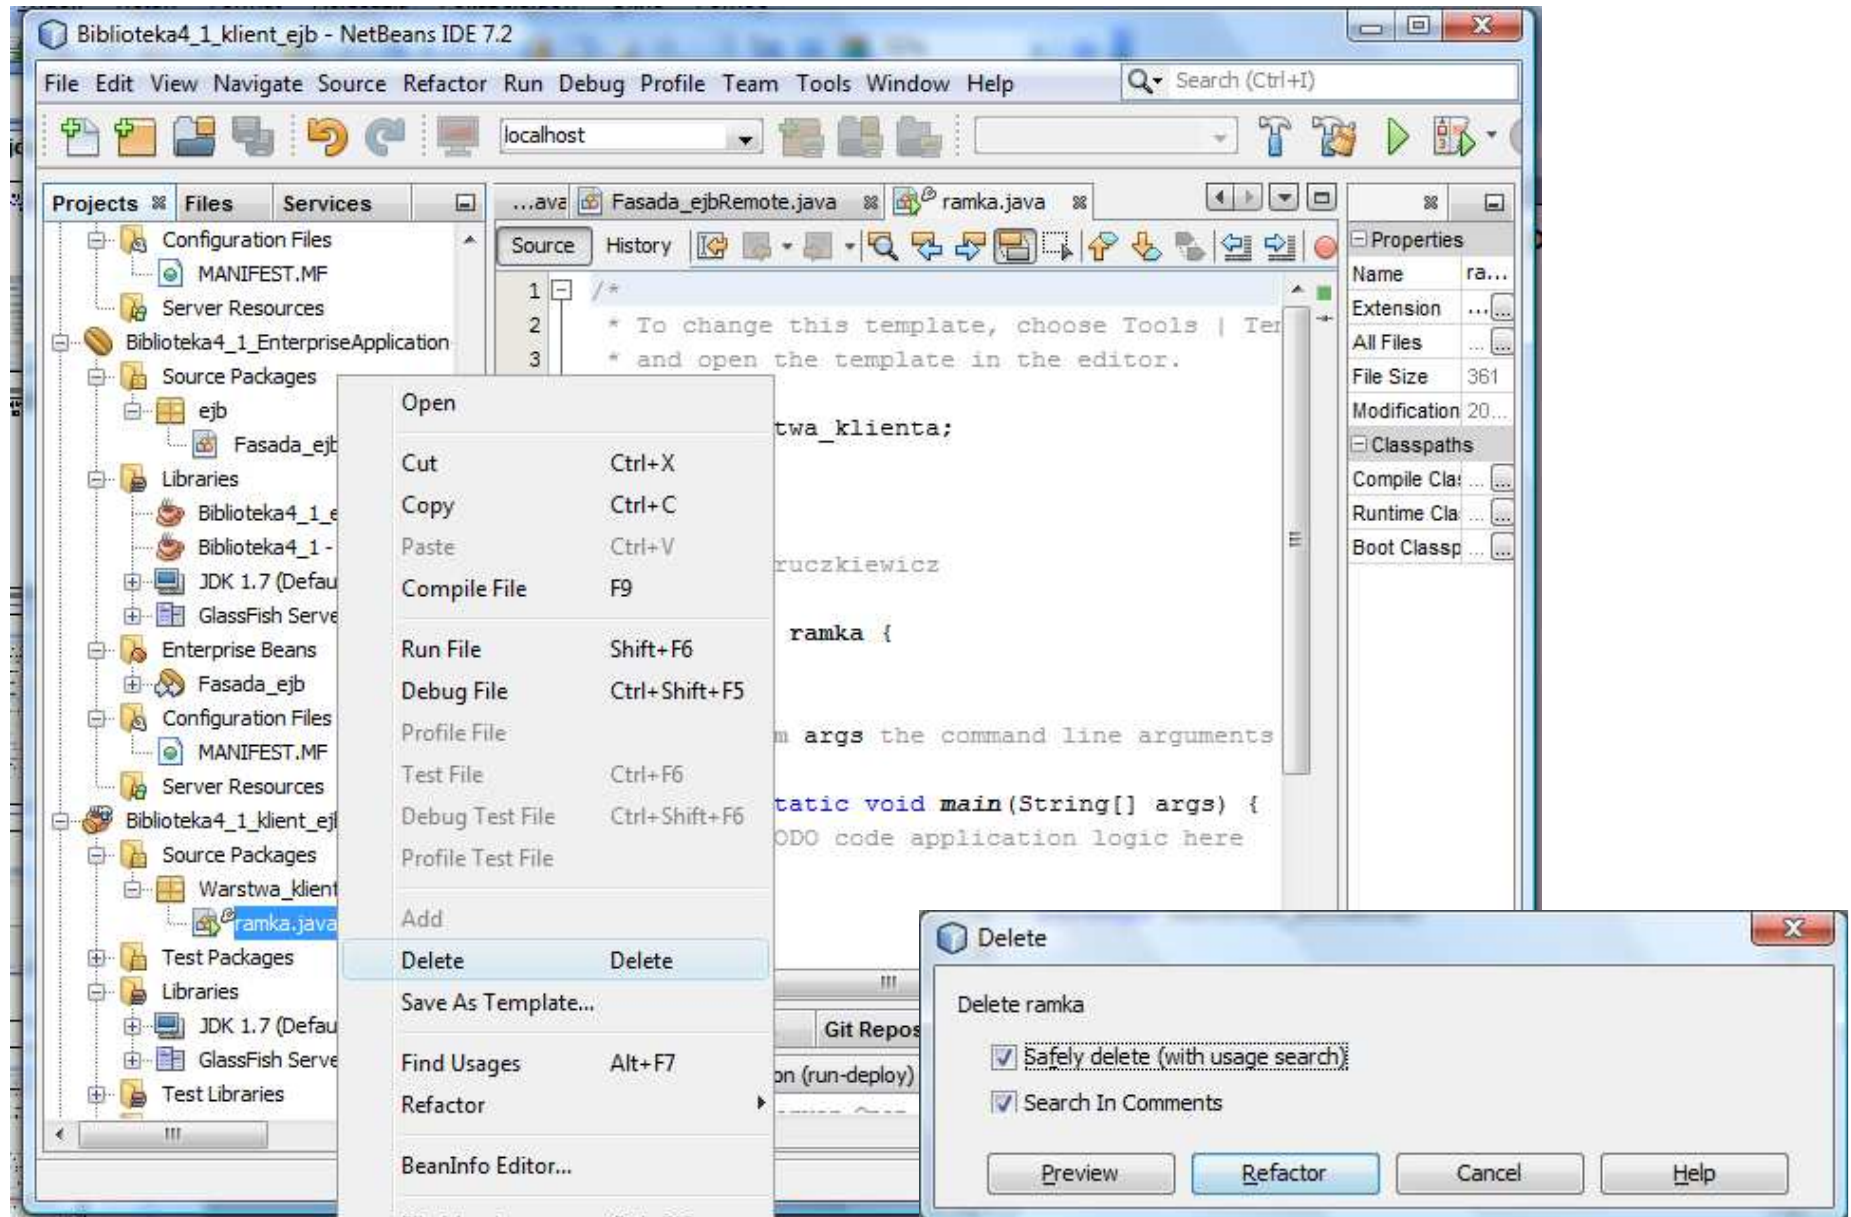 Biblioteka4_1_klient_ejb - NetBeans IDE 7.2
File Edit View Navigate Source Refactor Run Debug Profile Team Tools Window Help
Search (Ctrl+I)
localhost
Projects Files Services
Configuration Files
MANIFEST.MF
Server Resources
Biblioteka4_1_EnterpriseApplication
Source Packages
ejb
Fasada_ejb
Libraries
Biblioteka4_1_e
Biblioteka4_1 -
JDK 1.7 (Defau
GlassFish Serve
Enterprise Beans
Fasada_ejb
Configuration Files
MANIFEST.MF
Server Resources
Biblioteka4_1_klient_ejb
Source Packages
Warstwa_klient
ramka.java
Test Packages
Libraries
JDK 1.7 (Defau
GlassFish Serve
Test Libraries
Open
Cut Ctrl+X
Copy Ctrl+C
Paste Ctrl+V
Compile File F9
Run File Shift+F6
Debug File Ctrl+Shift+F5
Profile File
Test File Ctrl+F6
Debug Test File Ctrl+Shift+F6
Profile Test File
Add
Delete Delete
Save As Template...
Find Usages Alt+F7
Refactor
BeanInfo Editor...
...ava Fasada_ejbRemote.java ramka.java
Source History
1 /*
2 * To change this template, choose Tools | Ter
3 * and open the template in the editor.
twa_klienta;
ruczkiewicz
ramka {
m args the command line arguments
tatic void main(String[] args) {
ODO code application logic here
Git Repos
on (run-deploy)
Properties
Name ra...
Extension ...
All Files ...
File Size 361
Modification 20...
Classpaths
Compile Clas ...
Runtime Cla ...
Boot Classp ...
Delete
Delete ramka
Safely delete (with usage search)
Search In Comments
Preview Refactor Cancel Help